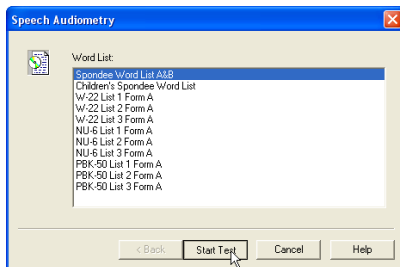 Speech Audiometry
Word List:
Spondee Word List A&B
Children's Spondee Word List
W-22 List 1 Form A
W-22 List 2 Form A
W-22 List 3 Form A
NU-6 List 1 Form A
NU-6 List 2 Form A
NU-6 List 3 Form A
PBK-50 List 1 Form A
PBK-50 List 2 Form A
PBK-50 List 3 Form A
< Back Start Test Cancel Help